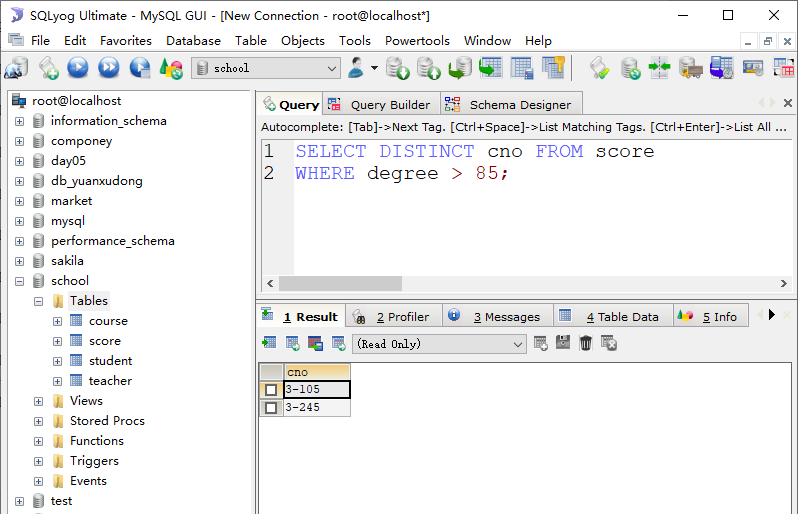 SQLyog Ultimate - MySQL GUI - [New Connection - root@localhost*]
File Edit Favorites Database Table Objects Tools Powertools Window Help
school
root@localhost
information_schema
componey
day05
db_yuanxudong
market
mysql
performance_schema
sakila
school
Tables
course
score
student
teacher
Views
Stored Procs
Functions
Triggers
Events
test
Query Query Builder Schema Designer
Autocomplete: [Tab]->Next Tag. [Ctrl+Space]->List Matching Tags. [Ctrl+Enter]->List All ...
1 SELECT DISTINCT cno FROM score
2 WHERE degree > 85;
1 Result 2 Profiler 3 Messages 4 Table Data 5 Info
(Read Only)
cno
3-105
3-245